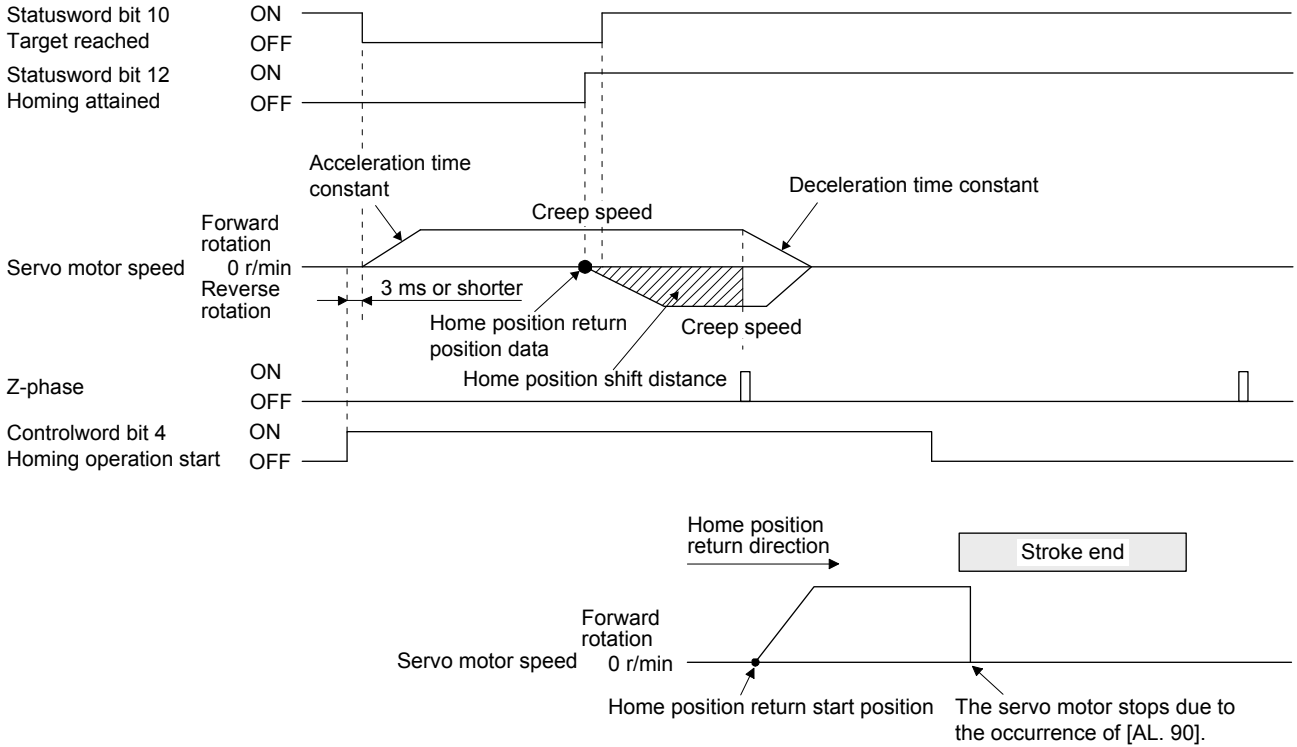 Statusword bit 10
Target reached
ON
OFF
Statusword bit 12
Homing attained
ON
OFF
Acceleration time
constant
Creep speed
Deceleration time constant
Forward
rotation
Servo motor speed 0 r/min
Reverse
rotation
3 ms or shorter
Home position return
position data
Creep speed
Home position shift distance
Z-phase
ON
OFF
Controlword bit 4
Homing operation start
ON
OFF
Home position
return direction
Stroke end
Forward
rotation
Servo motor speed 0 r/min
Home position return start position
The servo motor stops due to
the occurrence of [AL. 90].